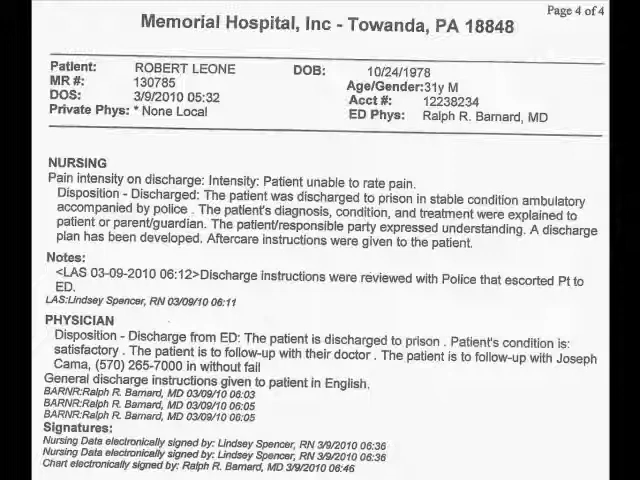 Page 4 of 4
Memorial Hospital, Inc - Towanda, PA 18848
Patient: ROBERT LEONE DOB: 10/24/1978
MR #: 130785 Age/Gender:31y M
DOS: 3/9/2010 05:32 Acct #: 12238234
Private Phys: * None Local ED Phys: Ralph R. Barnard, MD
NURSING
Pain intensity on discharge: Intensity: Patient unable to rate pain.
Disposition - Discharged: The patient was discharged to prison in stable condition ambulatory
accompanied by police . The patient's diagnosis, condition, and treatment were explained to
patient or parent/guardian. The patient/responsible party expressed understanding. A discharge
plan has been developed. Aftercare instructions were given to the patient.
Notes:
<LAS 03-09-2010 06:12>Discharge instructions were reviewed with Police that escorted Pt to
ED.
LAS:Lindsey Spencer, RN 03/09/10 06:11
PHYSICIAN
Disposition - Discharge from ED: The patient is discharged to prison . Patient's condition is:
satisfactory . The patient is to follow-up with their doctor . The patient is to follow-up with Joseph
Cama, (570) 265-7000 in without fail
General discharge instructions given to patient in English.
BARNR:Ralph R. Barnard, MD 03/09/10 06:03
BARNR:Ralph R. Barnard, MD 03/09/10 06:05
BARNR:Ralph R. Barnard, MD 03/09/10 06:05
Signatures:
Nursing Data electronically signed by: Lindsey Spencer, RN 3/9/2010 06:36
Nursing Data electronically signed by: Lindsey Spencer, RN 3/9/2010 06:36
Chart electronically signed by: Ralph R. Barnard, MD 3/9/2010 06:46